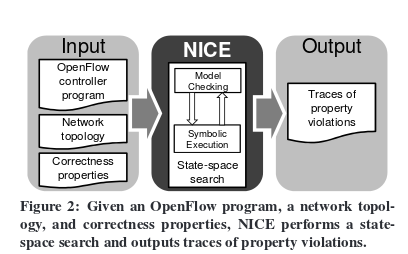 Input
OpenFlow
controller
program
Network
topology
Correctness
properties
NICE
Model
Checking
Symbolic
Execution
State-space
search
Output
Traces of
property
violations
Figure 2: Given an OpenFlow program, a network topol-
ogy, and correctness properties, NICE performs a state-
space search and outputs traces of property violations.